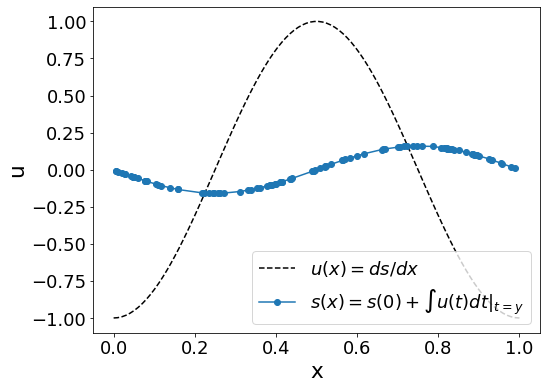 1.00
0.75
0.50
0.25
0.00
−0.25
−0.50
−0.75
−1.00
u
u(x) = ds/dx
s(x) = s(0) + ∫u(t)dt|t=y
0.0 0.2 0.4 0.6 0.8 1.0
x